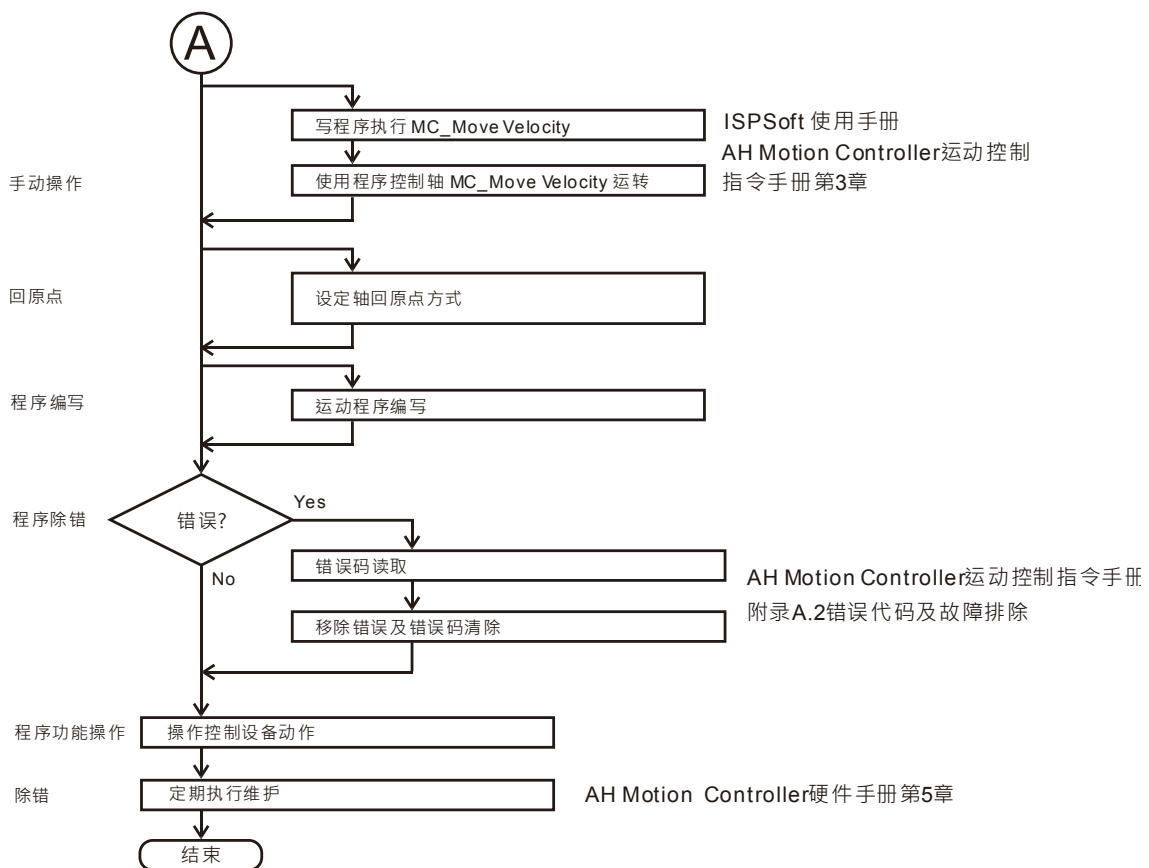 A
写程序执行 MC_Move Velocity
ISPSoft 使用手册
AH Motion Controller运动控制
手动操作
使用程序控制轴 MC_Move Velocity 运转
指令手册第3章
回原点
设定轴回原点方式
程序编写
运动程序编写
程序除错
错误?
Yes
No
错误码读取
AH Motion Controller运动控制指令手册
移除错误及错误码清除
附录A.2错误代码及故障排除
程序功能操作
操作控制设备动作
除错
定期执行维护
AH Motion Controller硬件手册第5章
结束